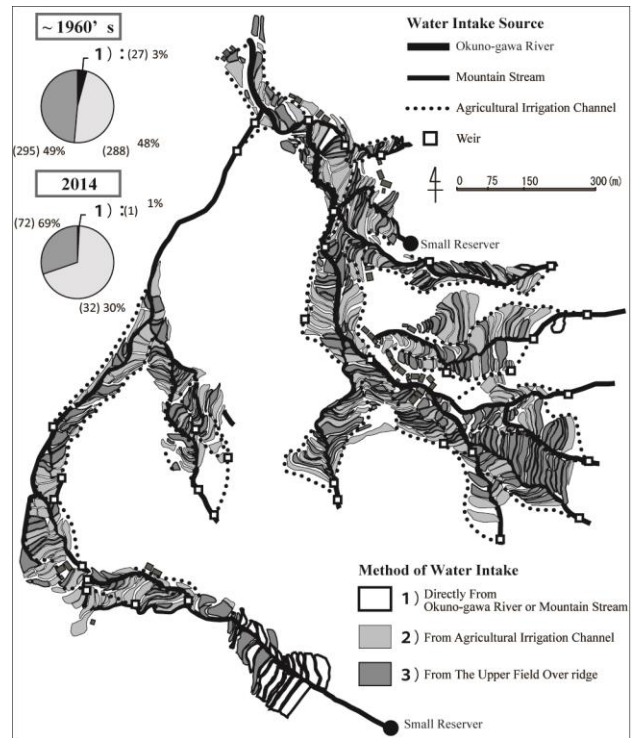 ~ 1960' s
1) : (27) 3%
(295) 49%
(288) 48%
2014
1) :(1) 1%
(72) 69%
(32) 30%
Water Intake Source
Okuno-gawa River
Mountain Stream
Agricultural Irrigation Channel
Weir
4
0 75 150 300 (m)
Small Reserver
Method of Water Intake
1) Directly From
Okuno-gawa River or Mountain Stream
2) From Agricultural Irrigation Channel
3) From The Upper Field Over ridge
Small Reserver